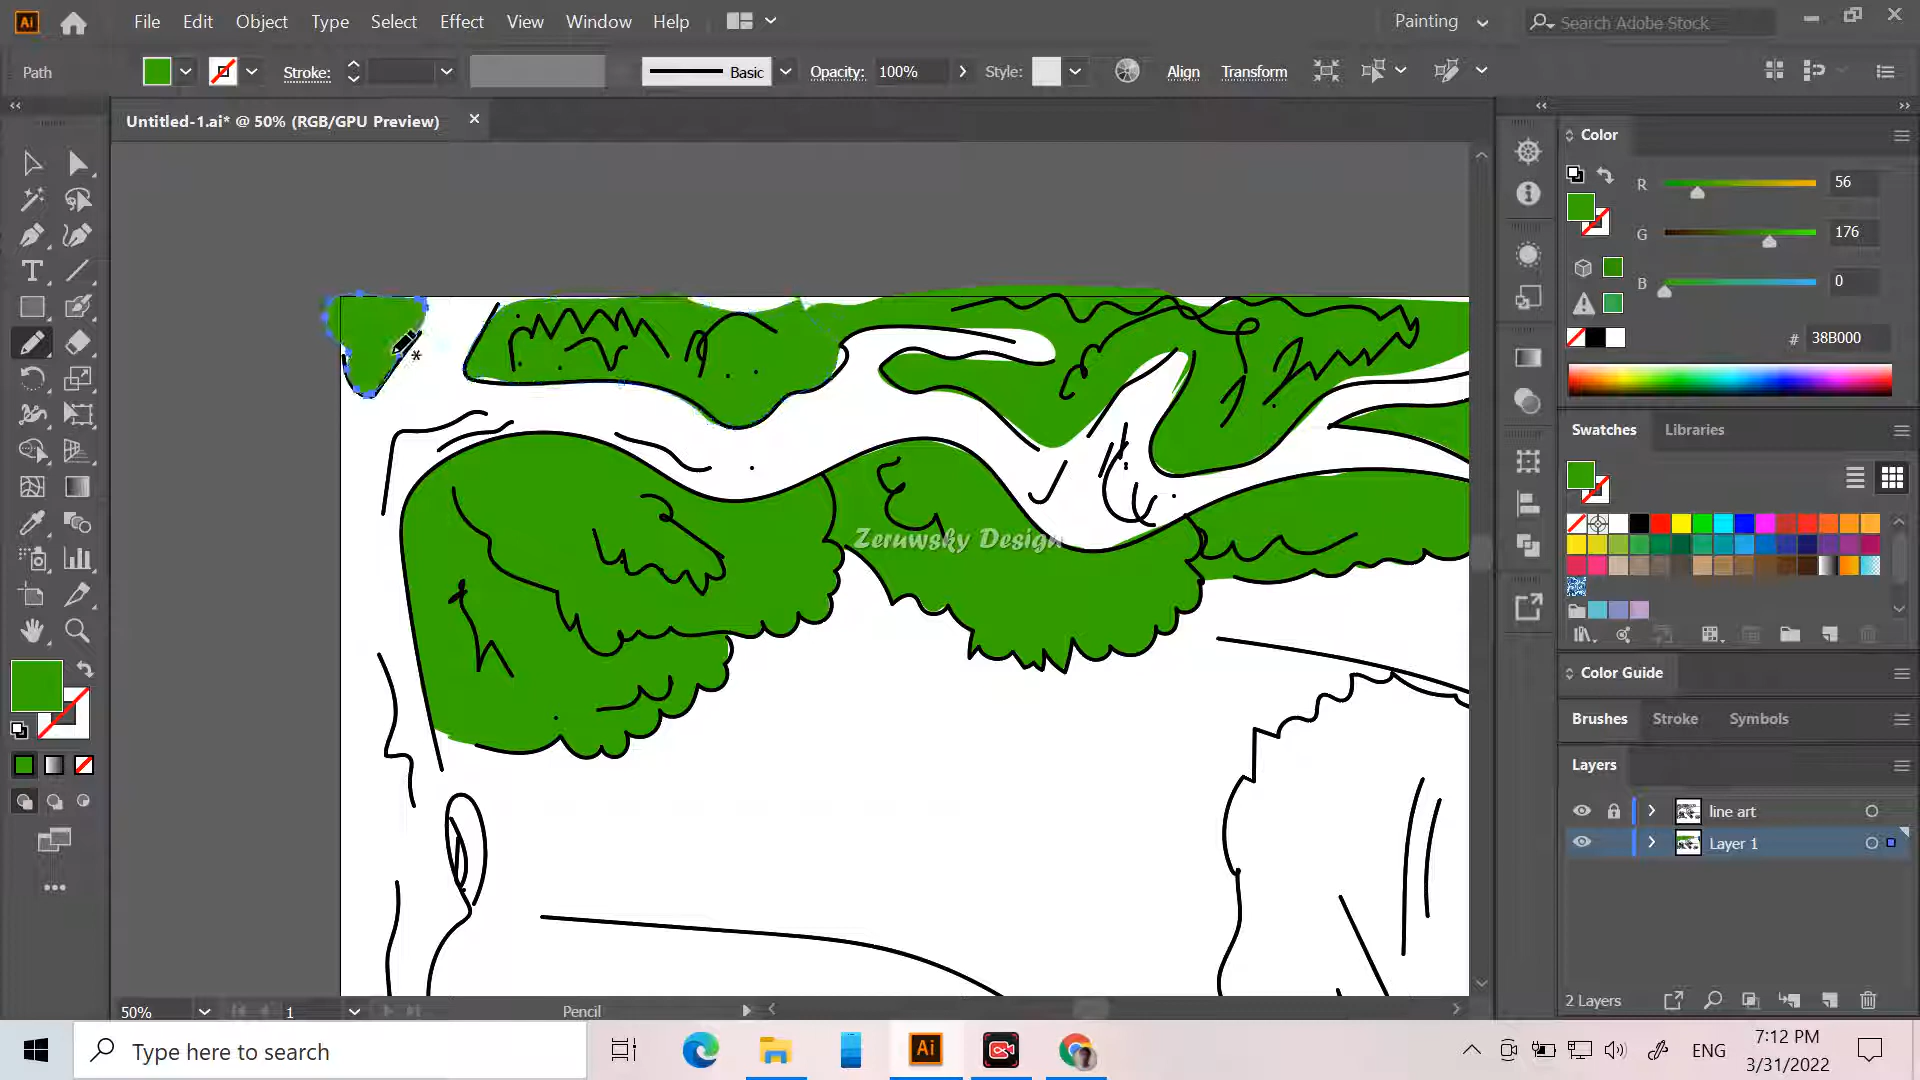 Ai File Edit Object Type Select Effect View Window Help Painting Search Adobe Stock
Path Stroke: Basic Opacity: 100% Style: Align Transform
Untitled-1.ai* @ 50% (RGB/GPU Preview)
Color
R 56
G 176
B 0
# 38B000
Swatches Libraries
Zeruwsky Design
Color Guide
Brushes Stroke Symbols
Layers
line art
Layer 1
2 Layers
50% 1 Pencil
Type here to search
Ai
ENG
7:12 PM
3/31/2022